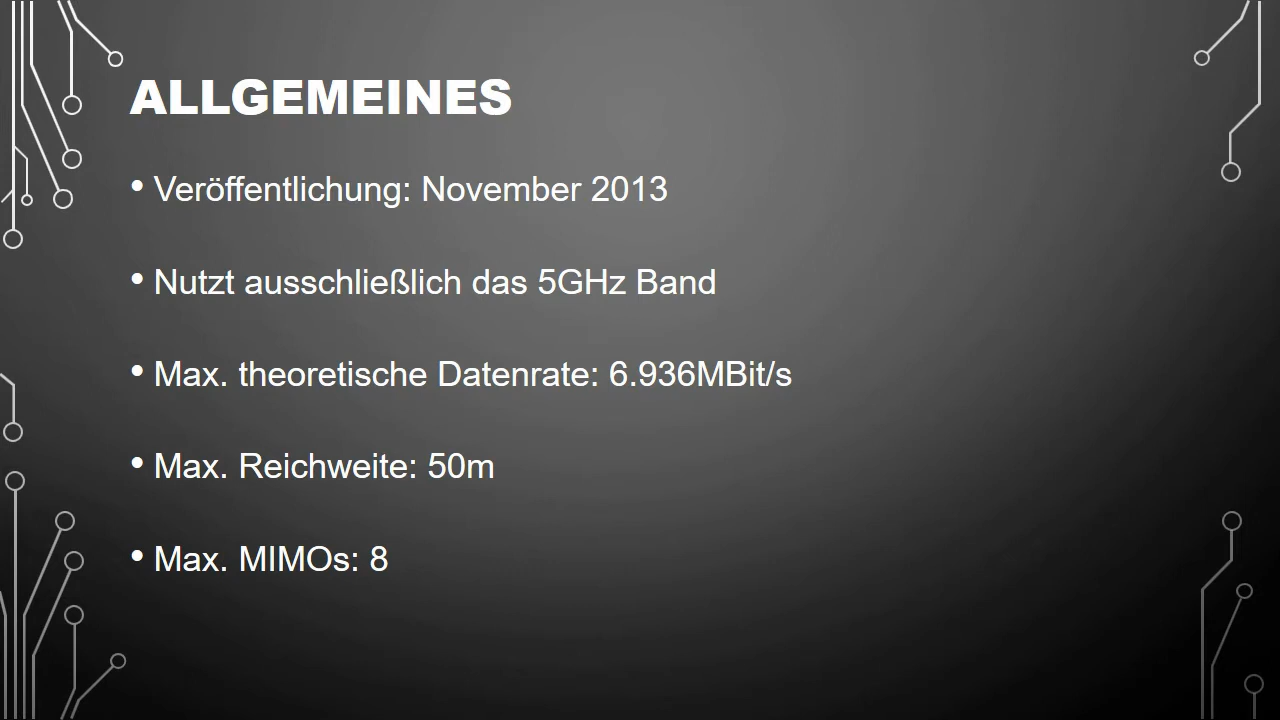 ALLGEMEINES
• Veröffentlichung: November 2013
• Nutzt ausschließlich das 5GHz Band
• Max. theoretische Datenrate: 6.936MBit/s
• Max. Reichweite: 50m
• Max. MIMOs: 8